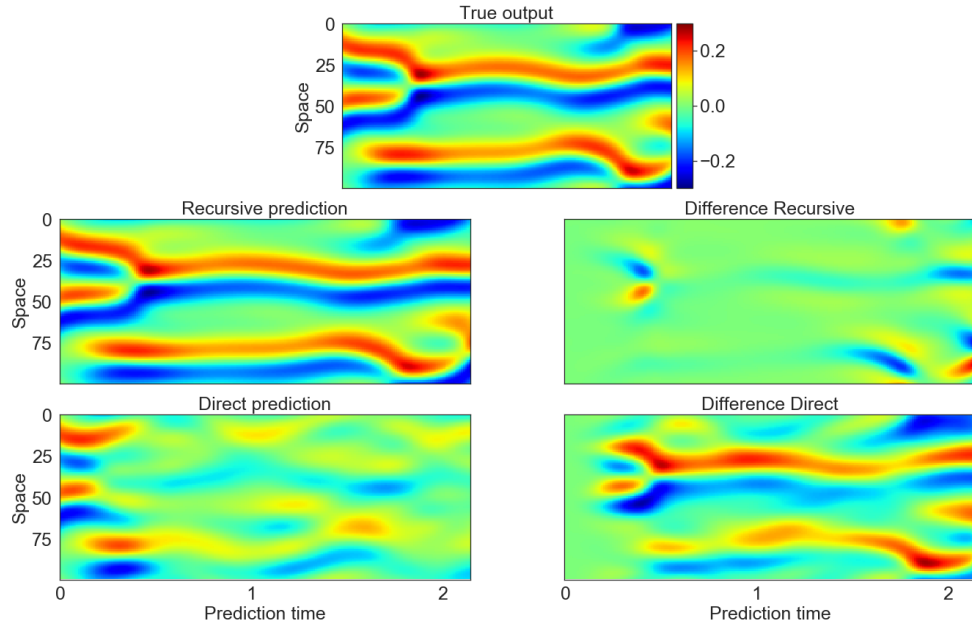 True output
0
25
50
75
Space
0.2
0.0
−0.2
Recursive prediction
0
25
50
75
Space
Difference Recursive
Direct prediction
0
25
50
75
Space
0
1
2
Prediction time
Difference Direct
0
1
2
Prediction time